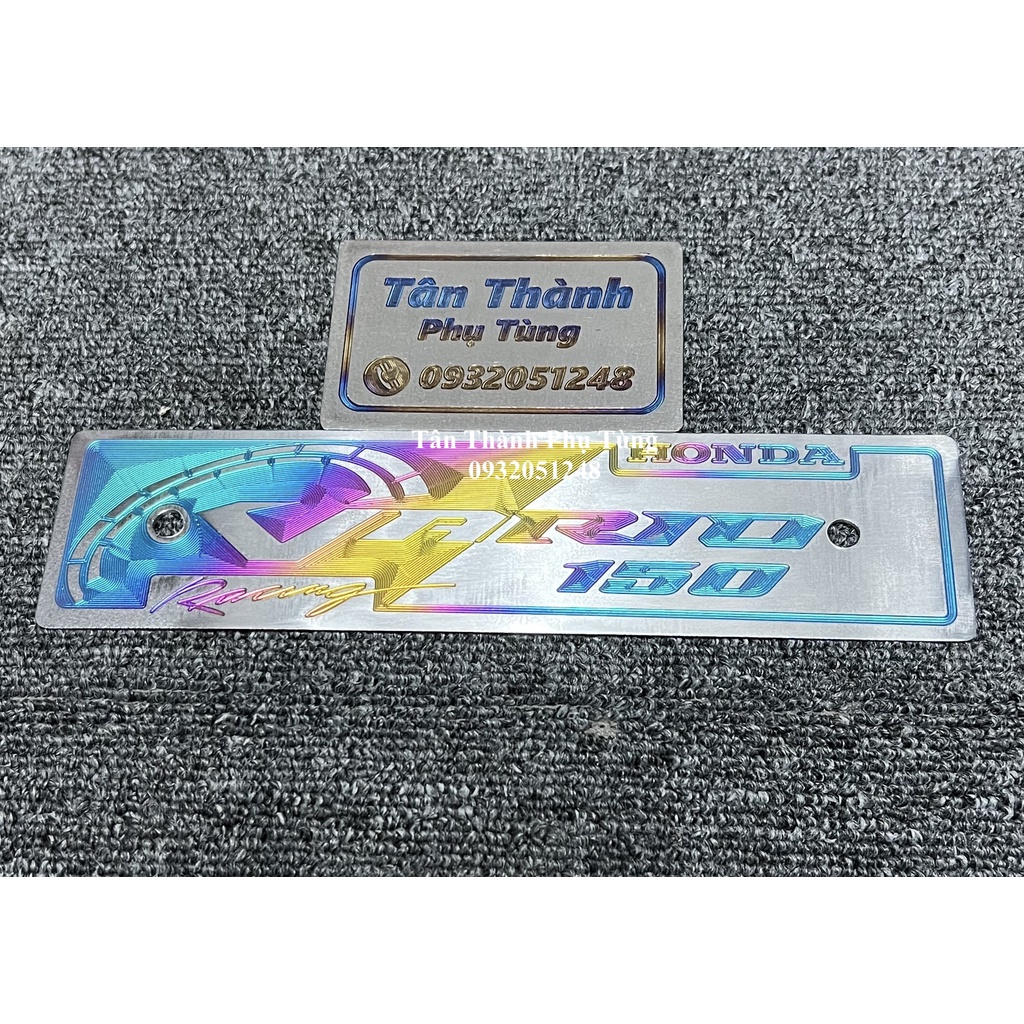 Tân Thành
Phụ Tùng
0932051248
Tân Thành Phụ Tùng
0932051248
HONDA
VARIO
150
Racing